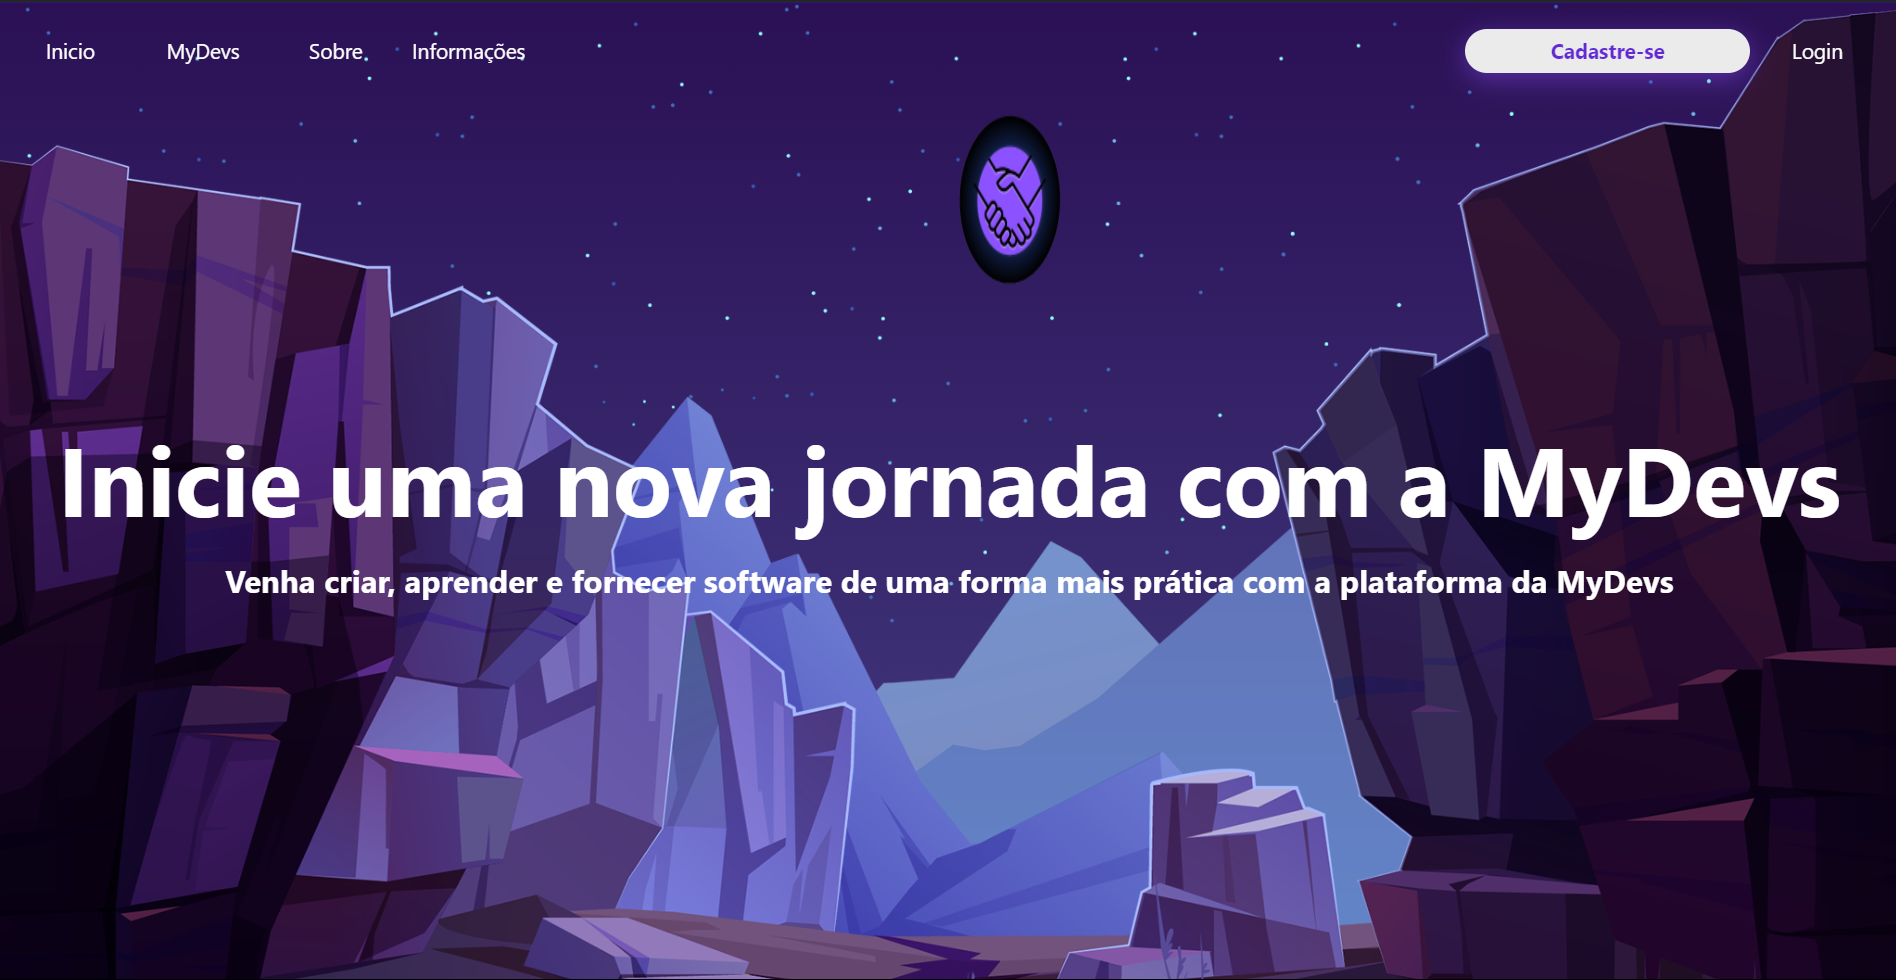 Inicio MyDevs Sobre Informações Cadastre-se Login
Inicie uma nova jornada com a MyDevs
Venha criar, aprender e fornecer software de uma forma mais prática com a plataforma da MyDevs